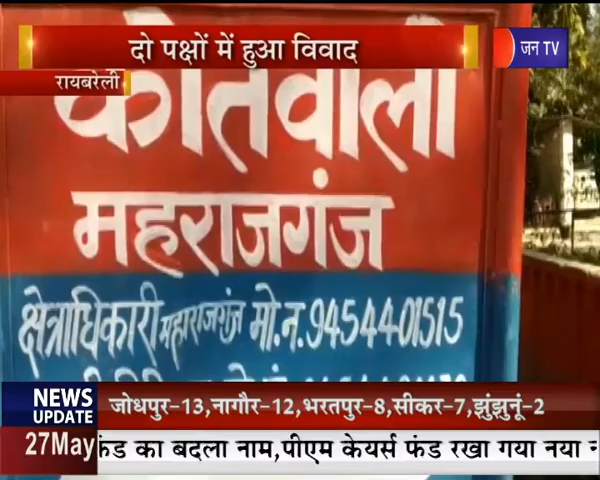 दो पक्षों में हुआ विवाद
जन TV
रायबरेली
कोतवाली
महराजगंज
क्षेत्राधिकारी महाराजगंज मो.न.9454401515
NEWS UPDATE
जोधपुर-13,नागौर-12,भरतपुर-8,सीकर-7,झुंझुनूं-2
27May
फंड का बदला नाम,पीएम केयर्स फंड रखा गया नया